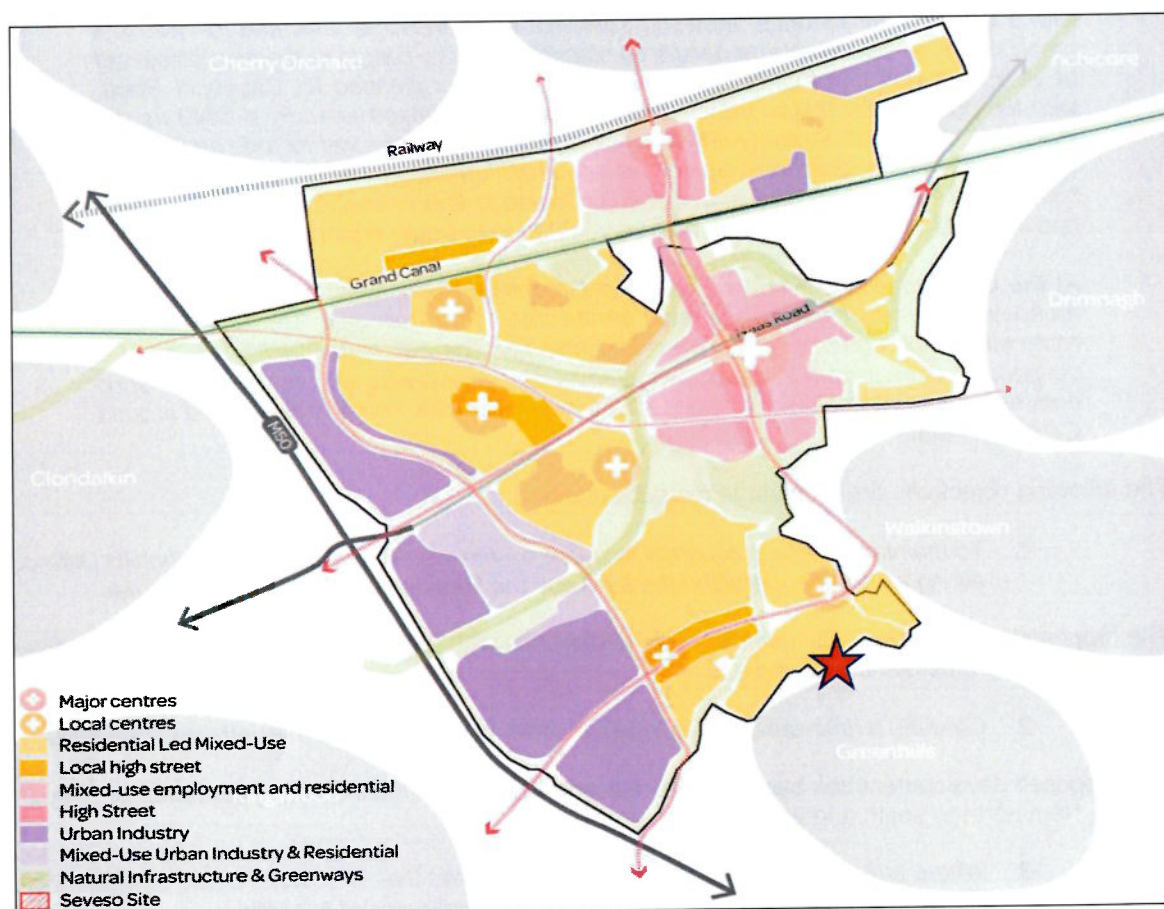 Cherry Orchard
Railway
Grand Canal
Drimnagh
M50
Clondalkin
Walkinstown
Greenhills
Major centres
Local centres
Residential Led Mixed-Use
Local high street
Mixed-use employment and residential
High Street
Urban Industry
Mixed-Use Urban Industry & Residential
Natural Infrastructure & Greenways
Seveso Site